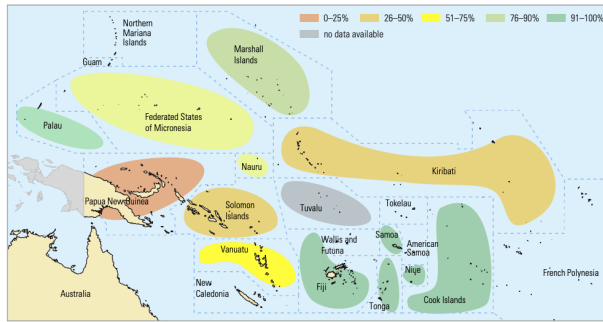 0–25%
26–50%
51–75%
76–90%
91–100%
no data available
Northern
Mariana
Islands
Guam
Marshall
Islands
Palau
Federated States
of Micronesia
Nauru
Kiribati
Papua New Guinea
Solomon
Islands
Tuvalu
Tokelau
Vanuatu
Wallis and
Futuna
Samoa
American
Samoa
Niue
Fiji
New
Caledonia
Tonga
Cook Islands
French Polynesia
Australia